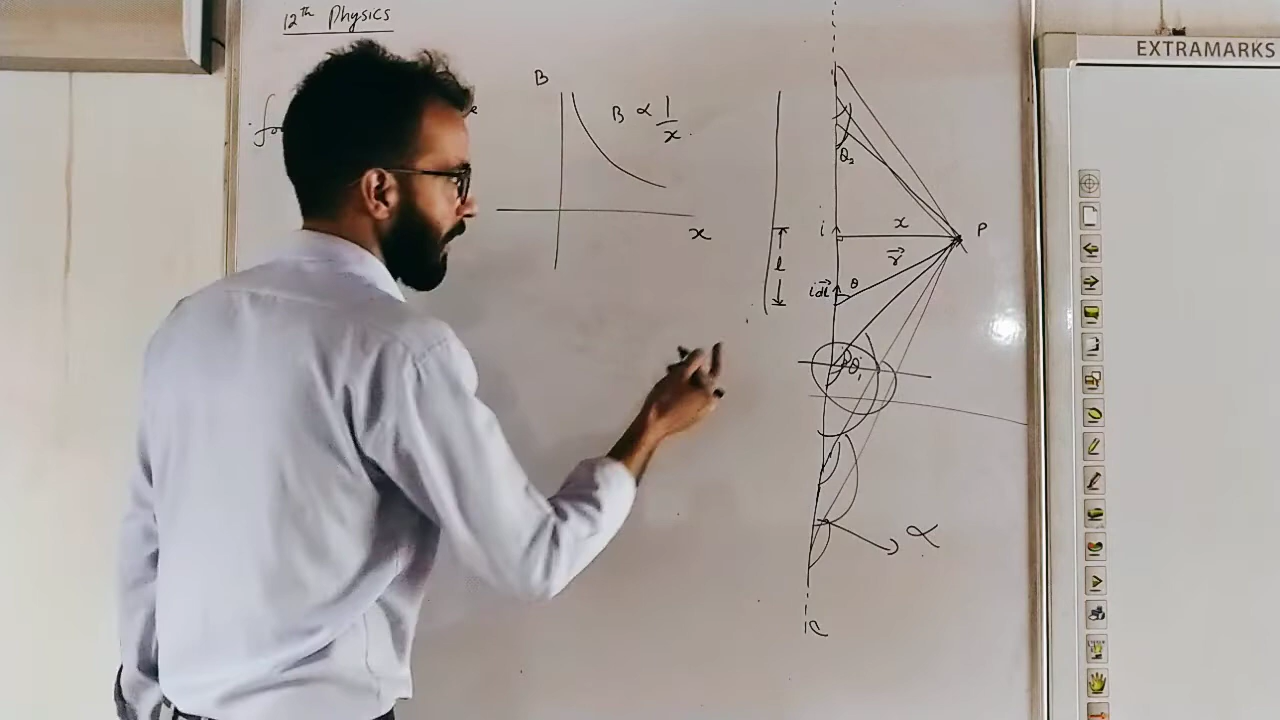 12th Physics
B
B ∝ 1/x
x
θ₂
i
x
P
r⃗
l
idl⃗
θ
θ₁
α
EXTRAMARKS